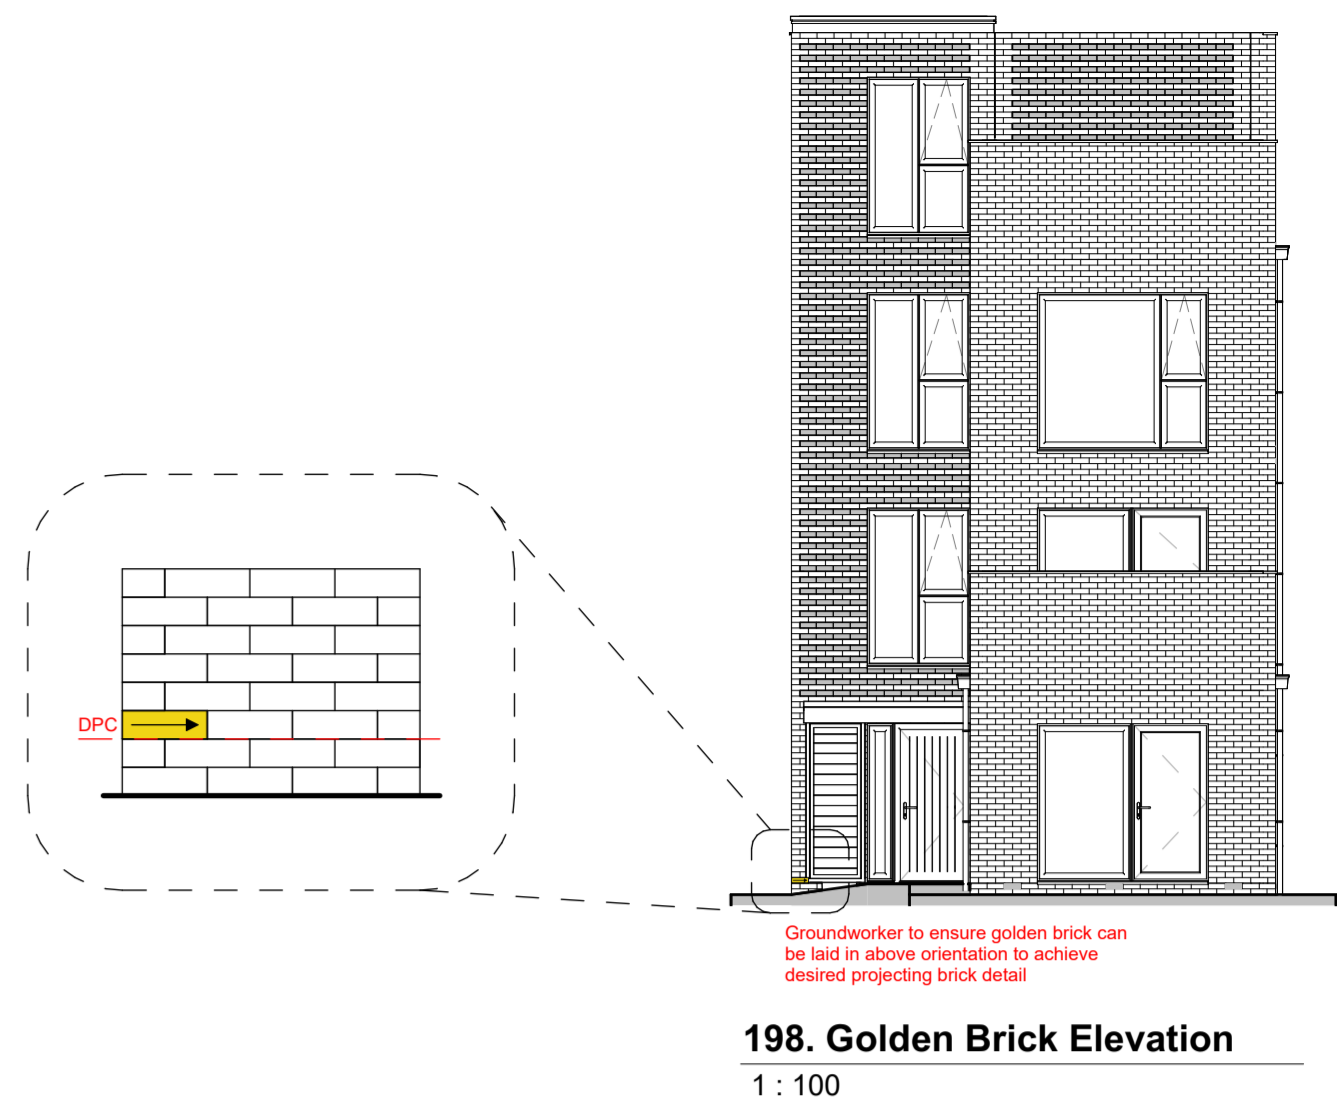 DPC
Groundworker to ensure golden brick can
be laid in above orientation to achieve
desired projecting brick detail
198. Golden Brick Elevation
1 : 100